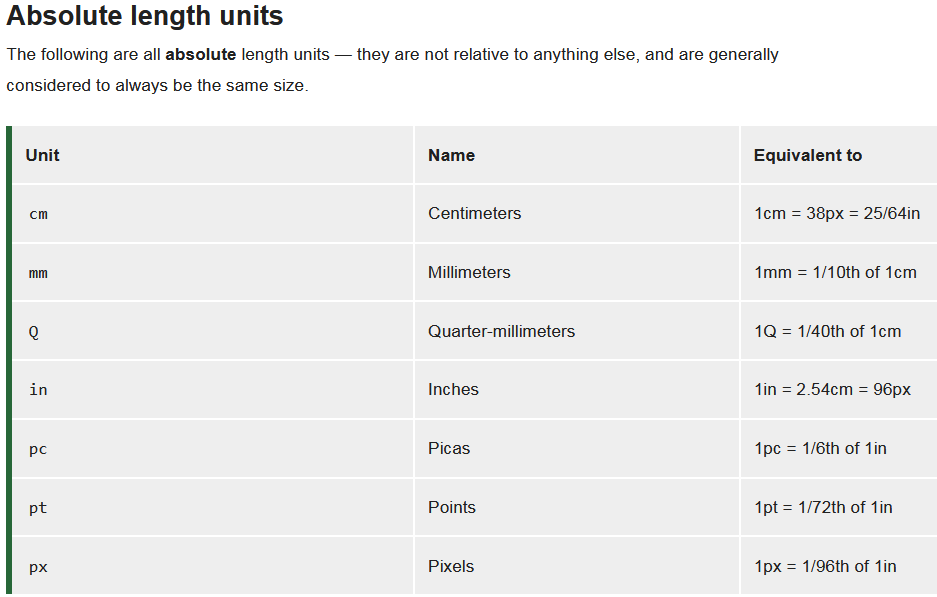 Absolute length units
The following are all absolute length units — they are not relative to anything else, and are generally
considered to always be the same size.
Unit Name Equivalent to
cm Centimeters 1cm = 38px = 25/64in
mm Millimeters 1mm = 1/10th of 1cm
Q Quarter-millimeters 1Q = 1/40th of 1cm
in Inches 1in = 2.54cm = 96px
pc Picas 1pc = 1/6th of 1in
pt Points 1pt = 1/72th of 1in
px Pixels 1px = 1/96th of 1in